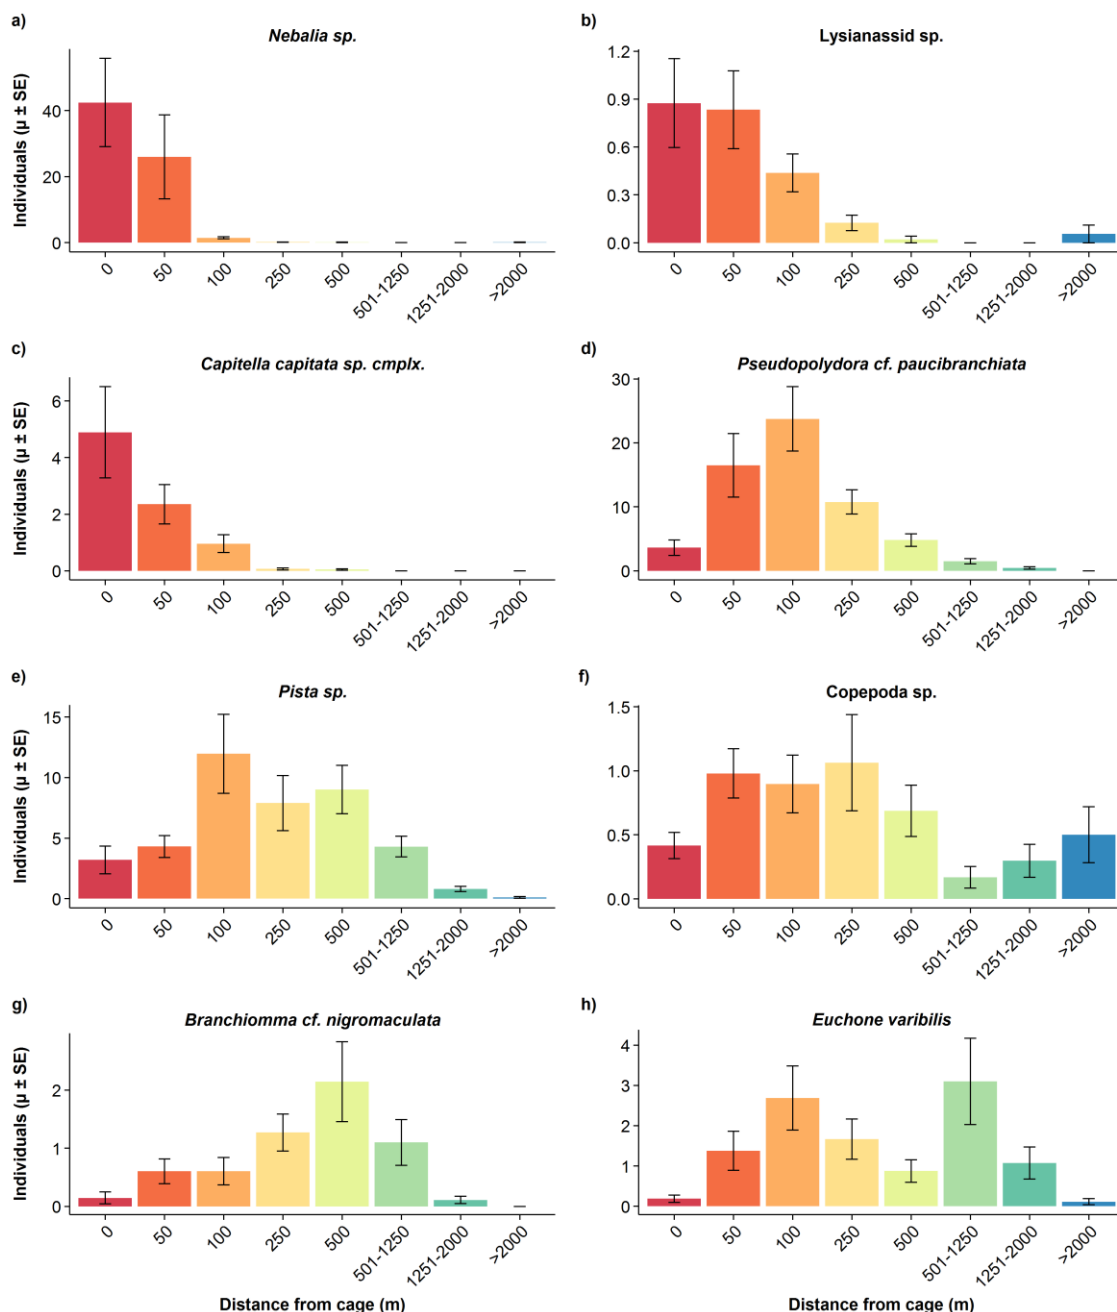 a)
Nebalia sp.
Individuals (µ ± SE)
40
20
0
0 50 100 250 500 501-1250 1251-2000 >2000
b)
Lysianassid sp.
1.2
0.9
0.6
0.3
0.0
0 50 100 250 500 501-1250 1251-2000 >2000
c)
Capitella capitata sp. cmplx.
Individuals (µ ± SE)
6
4
2
0
0 50 100 250 500 501-1250 1251-2000 >2000
d)
Pseudopolydora cf. paucibranchiata
30
20
10
0
0 50 100 250 500 501-1250 1251-2000 >2000
e)
Pista sp.
Individuals (µ ± SE)
15
10
5
0
0 50 100 250 500 501-1250 1251-2000 >2000
f)
Copepoda sp.
1.5
1.0
0.5
0.0
0 50 100 250 500 501-1250 1251-2000 >2000
g)
Branchiomma cf. nigromaculata
Individuals (µ ± SE)
2
1
0
0 50 100 250 500 501-1250 1251-2000 >2000
Distance from cage (m)
h)
Euchone varibilis
4
3
2
1
0
0 50 100 250 500 501-1250 1251-2000 >2000
Distance from cage (m)